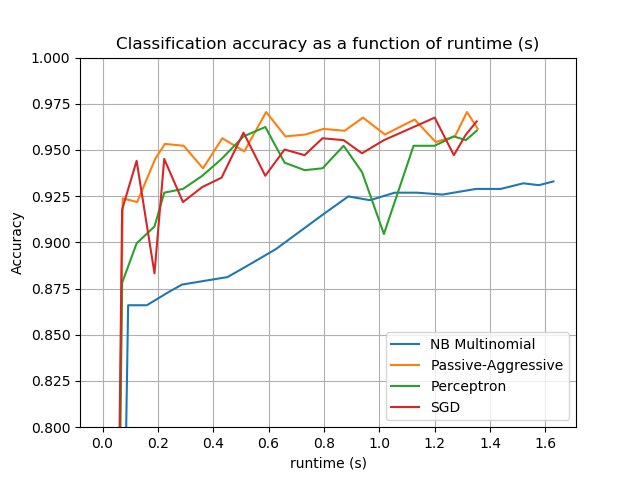 Classification accuracy as a function of runtime (s)
1.000
0.975
0.950
0.925
0.900
0.875
0.850
0.825
0.800
Accuracy
0.0 0.2 0.4 0.6 0.8 1.0 1.2 1.4 1.6
runtime (s)
NB Multinomial
Passive-Aggressive
Perceptron
SGD